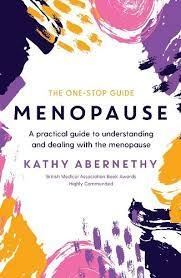 THE ONE-STOP GUIDE
MENOPAUSE
A practical guide to understanding
and dealing with the menopause
KATHY ABERNETHY
British Medical Association Book Awards
Highly Commended